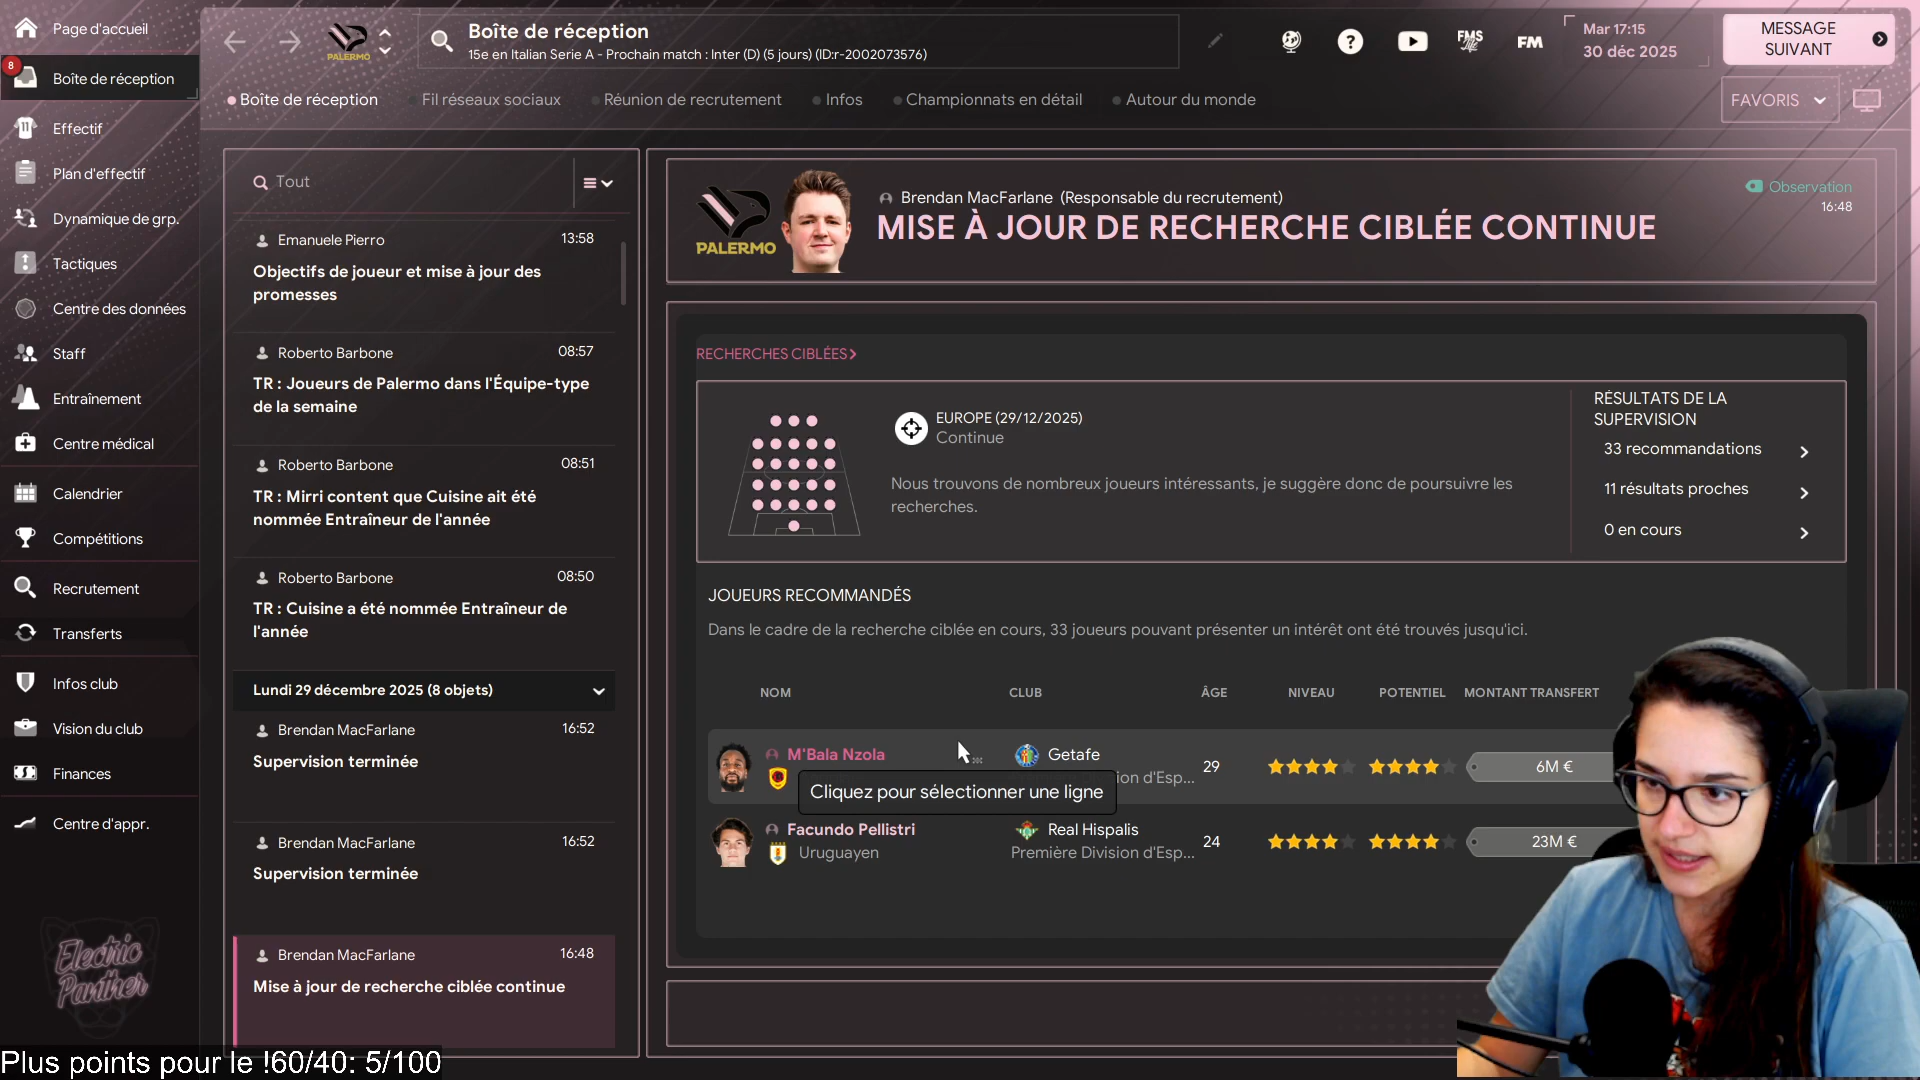 Page d'accueil
8
Boîte de réception
Effectif
Plan d'effectif
Dynamique de grp.
Tactiques
Centre des données
Staff
Entraînement
Centre médical
Calendrier
Compétitions
Recrutement
Transferts
Infos club
Vision du club
Finances
Centre d'appr.
Electric
Panther
PALERMO
Boîte de réception
15e en Italian Serie A - Prochain match : Inter (D) (5 jours) (ID:r-2002073576)
FMS
FM
Mar 17:15
30 déc 2025
MESSAGE
SUIVANT
Boîte de réception
Fil réseaux sociaux
Réunion de recrutement
Infos
Championnats en détail
Autour du monde
FAVORIS
Tout
Emanuele Pierro
13:58
Objectifs de joueur et mise à jour des
promesses
Roberto Barbone
08:57
TR : Joueurs de Palermo dans l'Équipe-type
de la semaine
Roberto Barbone
08:51
TR : Mirri content que Cuisine ait été
nommée Entraîneur de l'année
Roberto Barbone
08:50
TR : Cuisine a été nommée Entraîneur de
l'année
Lundi 29 décembre 2025 (8 objets)
Brendan MacFarlane
16:52
Supervision terminée
Brendan MacFarlane
16:52
Supervision terminée
Brendan MacFarlane
16:48
Mise à jour de recherche ciblée continue
PALERMO
Brendan MacFarlane (Responsable du recrutement)
MISE À JOUR DE RECHERCHE CIBLÉE CONTINUE
Observation
16:48
RECHERCHES CIBLÉES
EUROPE (29/12/2025)
Continue
Nous trouvons de nombreux joueurs intéressants, je suggère donc de poursuivre les
recherches.
RÉSULTATS DE LA
SUPERVISION
33 recommandations
11 résultats proches
0 en cours
JOUEURS RECOMMANDÉS
Dans le cadre de la recherche ciblée en cours, 33 joueurs pouvant présenter un intérêt ont été trouvés jusqu'ici.
NOM
CLUB
ÂGE
NIVEAU
POTENTIEL
MONTANT TRANSFERT
M'Bala Nzola
Getafe
ion d'Esp...
29
6M €
Cliquez pour sélectionner une ligne
Facundo Pellistri
Uruguayen
Real Hispalis
Première Division d'Esp...
24
23M €
Plus points pour le !60/40: 5/100